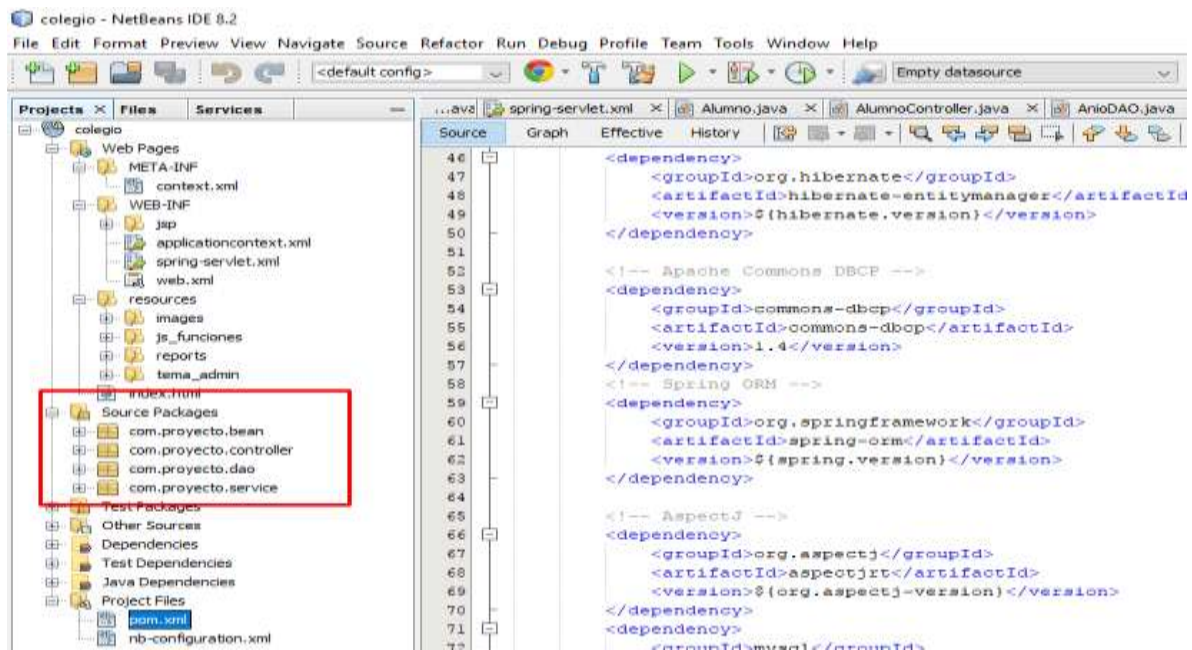 colegio - NetBeans IDE 8.2
File Edit Format Preview View Navigate Source Refactor Run Debug Profile Team Tools Window Help
<default config>
Empty datasource
Projects
Files
Services
colegio
Web Pages
META-INF
context.xml
WEB-INF
jsp
applicationcontext.xml
spring-servlet.xml
web.xml
resources
images
js_funciones
reports
tema_admin
index.html
Source Packages
com.proyecto.bean
com.proyecto.controller
com.proyecto.dao
com.proyecto.service
Test Packages
Other Sources
Dependencies
Test Dependencies
Java Dependencies
Project Files
pom.xml
nb-configuration.xml
...ava spring-servlet.xml Alumno.java AlumnoController.java AnioDAO.java
Source Graph Effective History
46 <dependency>
47 <groupId>org.hibernate</groupId>
48 <artifactId>hibernate-entitymanager</artifactId
49 <version>${hibernate.version}</version>
50 </dependency>
51
52 <!-- Apache Commons DBCP -->
53 <dependency>
54 <groupId>commons-dbcp</groupId>
55 <artifactId>commons-dbcp</artifactId>
56 <version>1.4</version>
57 </dependency>
58 <!-- Spring ORM -->
59 <dependency>
60 <groupId>org.springframework</groupId>
61 <artifactId>spring-orm</artifactId>
62 <version>${spring.version}</version>
63 </dependency>
64
65 <!-- AspectJ -->
66 <dependency>
67 <groupId>org.aspectj</groupId>
68 <artifactId>aspectjrt</artifactId>
69 <version>${org.aspectj-version}</version>
70 </dependency>
71 <dependency>
72 <groupId>mysql</groupId>